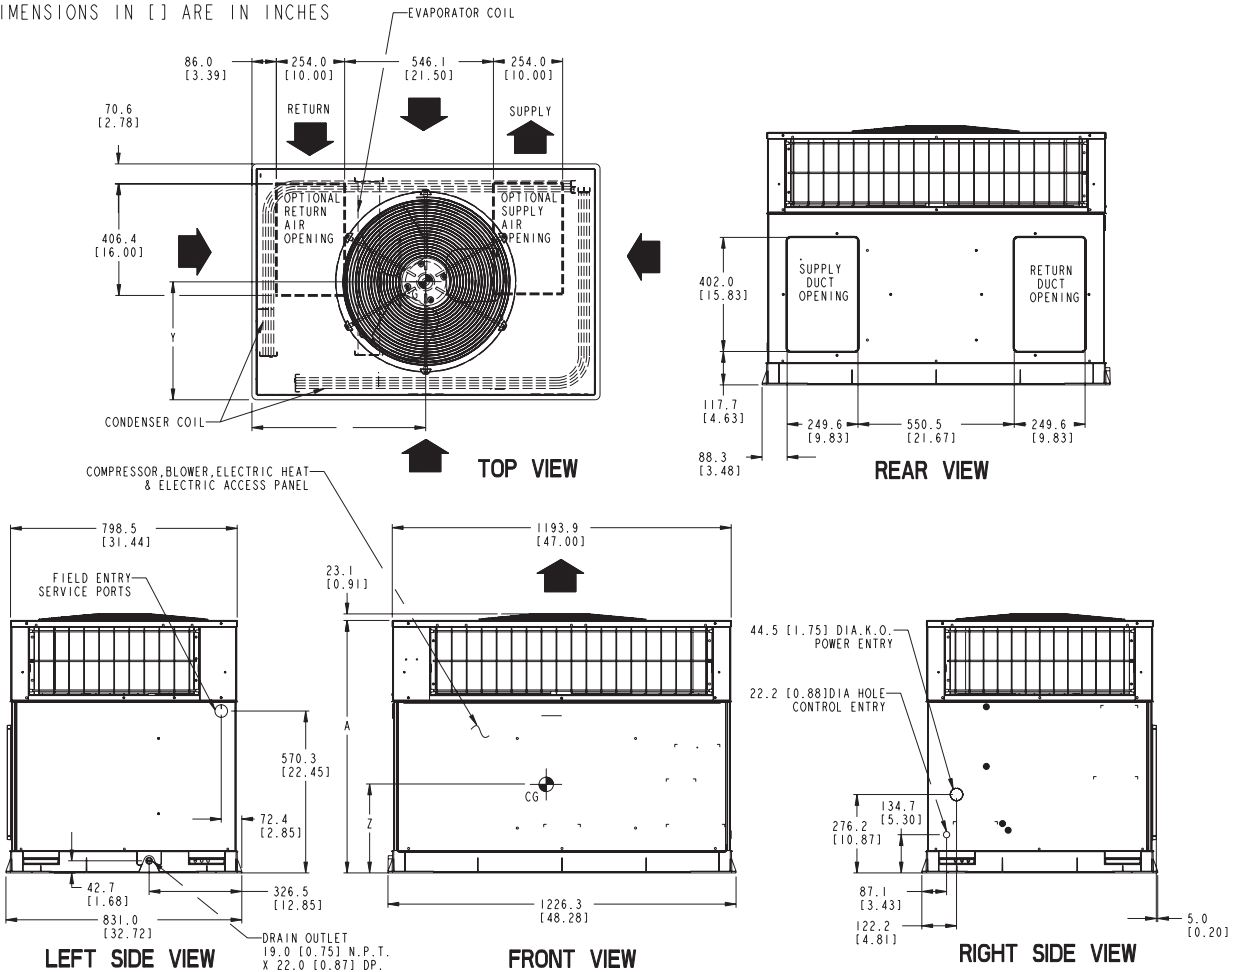 IMENSIONS IN [] ARE IN INCHES
EVAPORATOR COIL
86.0
[3.39]
254.0
[10.00]
546.1
[21.50]
254.0
[10.00]
70.6
[2.78]
RETURN
SUPPLY
OPTIONAL
RETURN
AIR
OPENING
OPTIONAL
SUPPLY
AIR
OPENING
406.4
[16.00]
Y
CONDENSER COIL
TOP VIEW
SUPPLY
DUCT
OPENING
RETURN
DUCT
OPENING
402.0
[15.83]
117.7
[4.63]
249.6
[9.83]
550.5
[21.67]
249.6
[9.83]
88.3
[3.48]
REAR VIEW
COMPRESSOR,BLOWER,ELECTRIC HEAT
& ELECTRIC ACCESS PANEL
798.5
[31.44]
FIELD ENTRY
SERVICE PORTS
570.3
[22.45]
72.4
[2.85]
42.7
[1.68]
326.5
[12.85]
831.0
[32.72]
DRAIN OUTLET
19.0 [0.75] N.P.T.
X 22.0 [0.87] DP.
LEFT SIDE VIEW
1193.9
[47.00]
23.1
[0.91]
A
Z
CG
1226.3
[48.28]
FRONT VIEW
44.5 [1.75] DIA.K.O.
POWER ENTRY
22.2 [0.88]DIA HOLE
CONTROL ENTRY
134.7
[5.30]
276.2
[10.87]
87.1
[3.43]
122.2
[4.81]
5.0
[0.20]
RIGHT SIDE VIEW